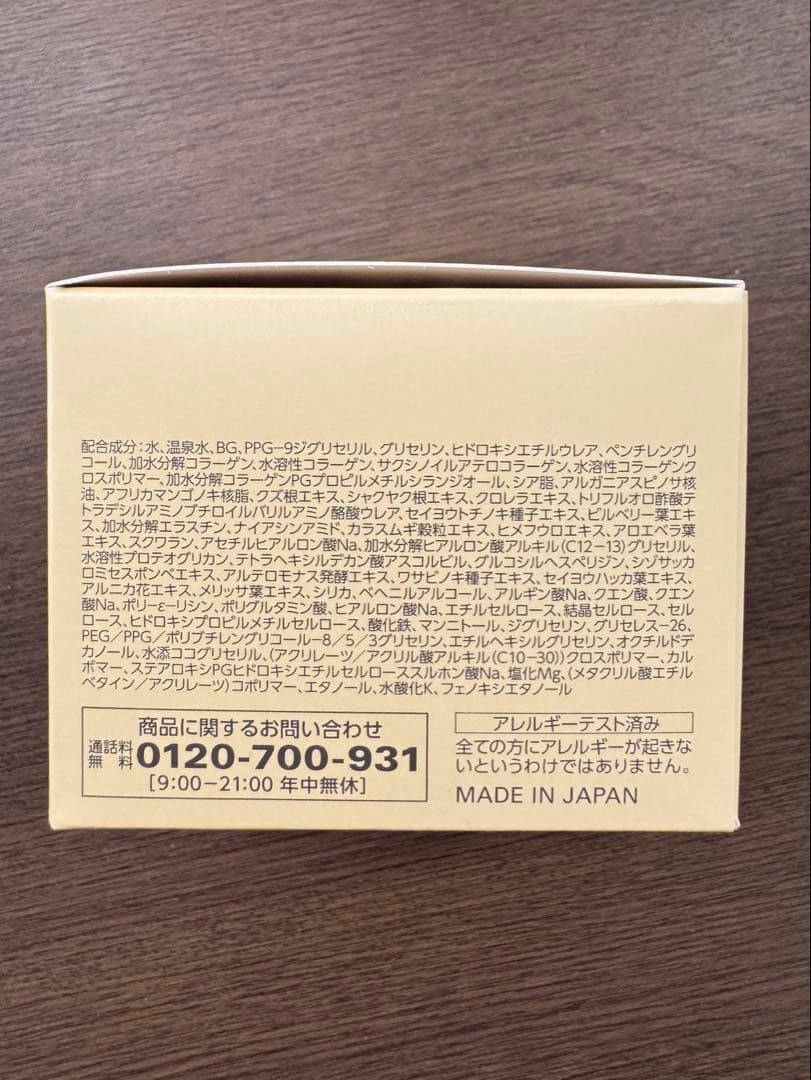 配合成分：水、温泉水、BG、PPG−9ジグリセリル、グリセリン、ヒドロキシエチルウレア、ペンチレングリ
コール、加水分解コラーゲン、水溶性コラーゲン、サクシノイルアテロコラーゲン、水溶性コラーゲンク
ロスポリマー、加水分解コラーゲンPGプロピルメチルシランジオール、シア脂、アルガニアスピノサ核
油、アフリカマンゴノキ核脂、クズ根エキス、シャクヤク根エキス、クロレラエキス、トリフルオロ酢酸テ
トラデシルアミノブチロイルバリルアミノ酪酸ウレア、セイヨウトチノキ種子エキス、ビルベリー葉エキ
ス、加水分解エラスチン、ナイアシンアミド、カラスムギ穀粒エキス、ヒメフウロエキス、アロエベラ葉
エキス、スクワラン、アセチルヒアルロン酸Na、加水分解ヒアルロン酸アルキル(C12−13)グリセリル、
水溶性プロテオグリカン、テトラヘキシルデカン酸アスコルビル、グルコシルヘスペリジン、シゾサッカ
ロミセスポンベエキス、アルテロモナス発酵エキス、ワサビノキ種子エキス、セイヨウハッカ葉エキス、
アルニカ花エキス、メリッサ葉エキス、シリカ、ベヘニルアルコール、アルギン酸Na、クエン酸、クエン
酸Na、ポリ−ε−リシン、ポリグルタミン酸、ヒアルロン酸Na、エチルセルロース、結晶セルロース、セル
ロース、ヒドロキシプロピルメチルセルロース、酸化鉄、マンニトール、ジグリセリン、グリセレス−26、
PEG／PPG／ポリブチレングリコール−8／5／3グリセリン、エチルヘキシルグリセリン、オクチルドデ
カノール、水添ココグリセリル、(アクリレーツ／アクリル酸アルキル(C10−30))クロスポリマー、カル
ボマー、ステアロキシPGヒドロキシエチルセルローススルホン酸Na、塩化Mg、(メタクリル酸エチル
ベタイン／アクリレーツ)コポリマー、エタノール、水酸化K、フェノキシエタノール
商品に関するお問い合わせ
通話料無料 0120-700-931
[9:00−21:00 年中無休]
アレルギーテスト済み
全ての方にアレルギーが起きな
いというわけではありません。
MADE IN JAPAN